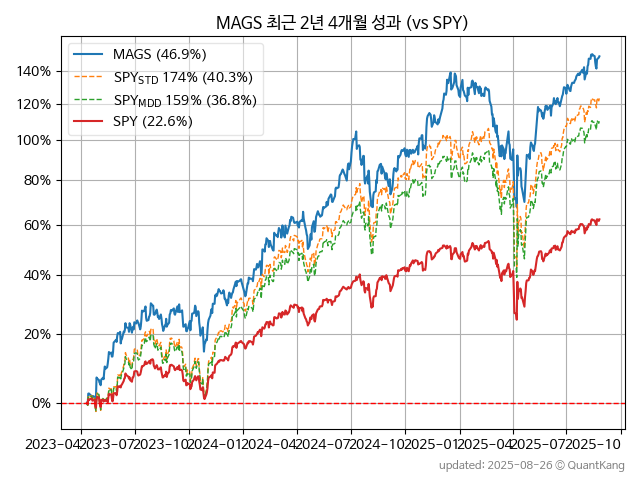 MAGS 최근 2년 4개월 성과 (vs SPY)
MAGS (46.9%)
SPY_STD 174% (40.3%)
SPY_MDD 159% (36.8%)
SPY (22.6%)
140%
120%
100%
80%
60%
40%
20%
0%
2023-04 2023-07 2023-10 2024-01 2024-04 2024-07 2024-10 2025-01 2025-04 2025-07 2025-10
updated: 2025-08-26 © QuantKang